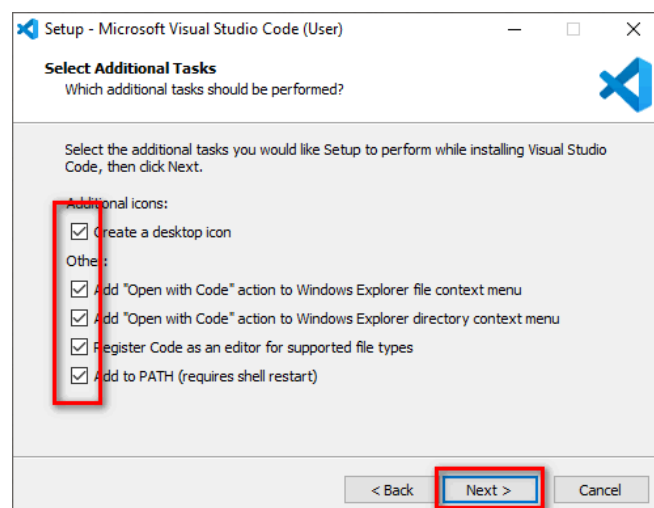 Setup - Microsoft Visual Studio Code (User)
Select Additional Tasks
Which additional tasks should be performed?
Select the additional tasks you would like Setup to perform while installing Visual Studio
Code, then click Next.
Additional icons:
Create a desktop icon
Other:
Add "Open with Code" action to Windows Explorer file context menu
Add "Open with Code" action to Windows Explorer directory context menu
Register Code as an editor for supported file types
Add to PATH (requires shell restart)
< Back Next > Cancel